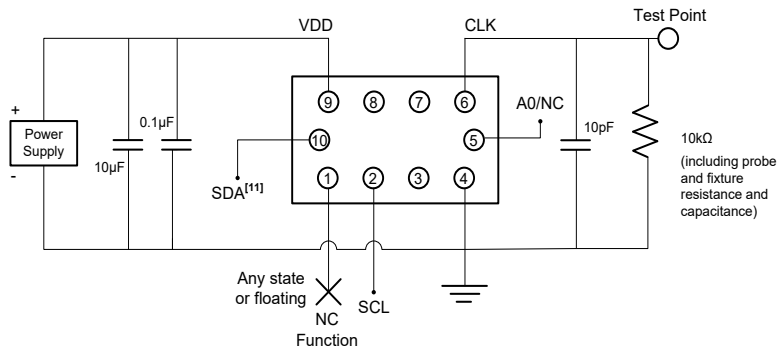 VDD
CLK
Test Point
9
8
7
6
A0/NC
+
Power
Supply
-
10µF
0.1µF
10
5
10pF
10kΩ
(including probe
and fixture
resistance and
capacitance)
SDA[11]
1
2
3
4
Any state
or floating
NC
Function
SCL